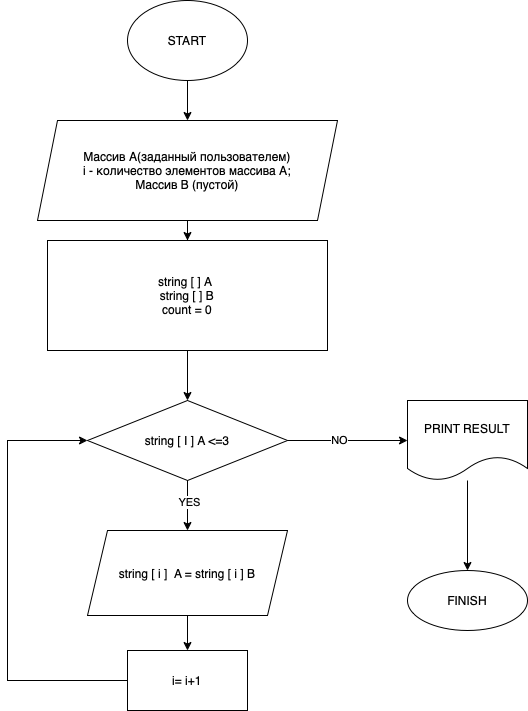 START
Массив А(заданный пользователем)
i - количество элементов массива А;
Массив В (пустой)
string [ ] A
string [ ] B
count = 0
string [ I ] A <=3
NO
PRINT RESULT
YES
string [ i ]  A = string [ i ] B
FINISH
i= i+1